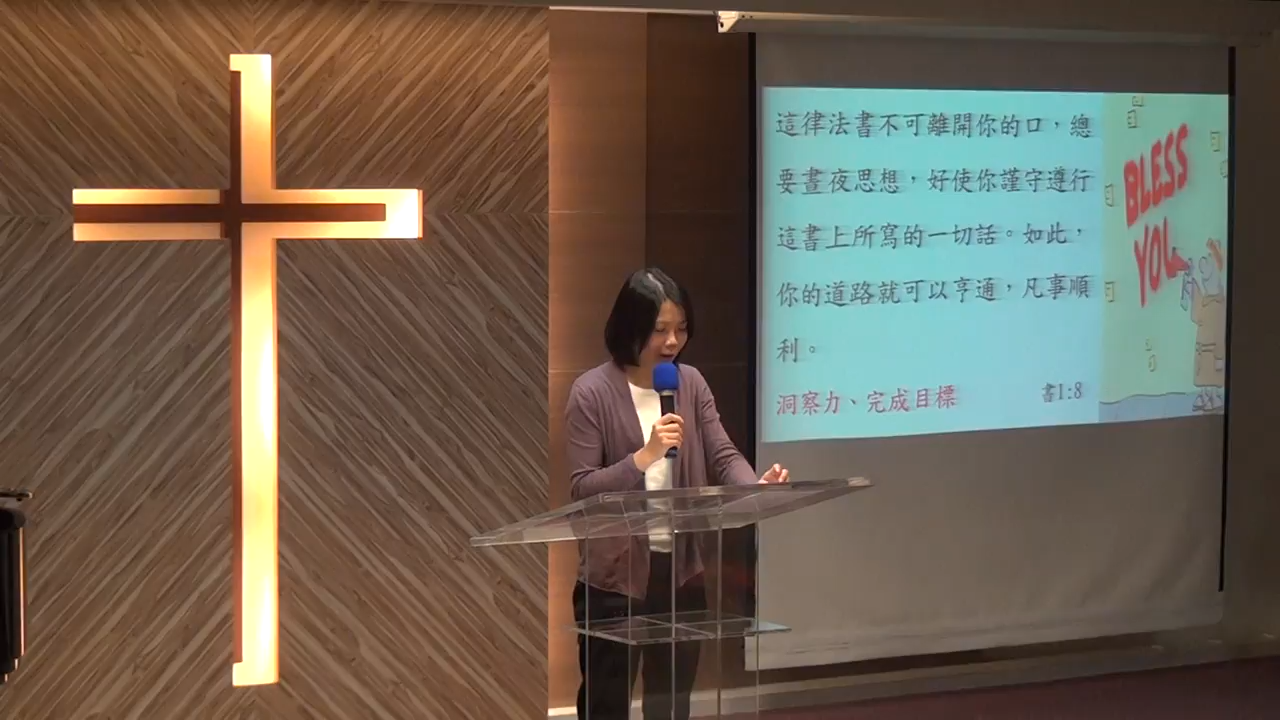 這律法書不可離開你的口，總
要晝夜思想，好使你謹守遵行
這書上所寫的一切話。如此，
你的道路就可以亨通，凡事順
利。
洞察力、完成目標 書1:8
BLESS
YOU